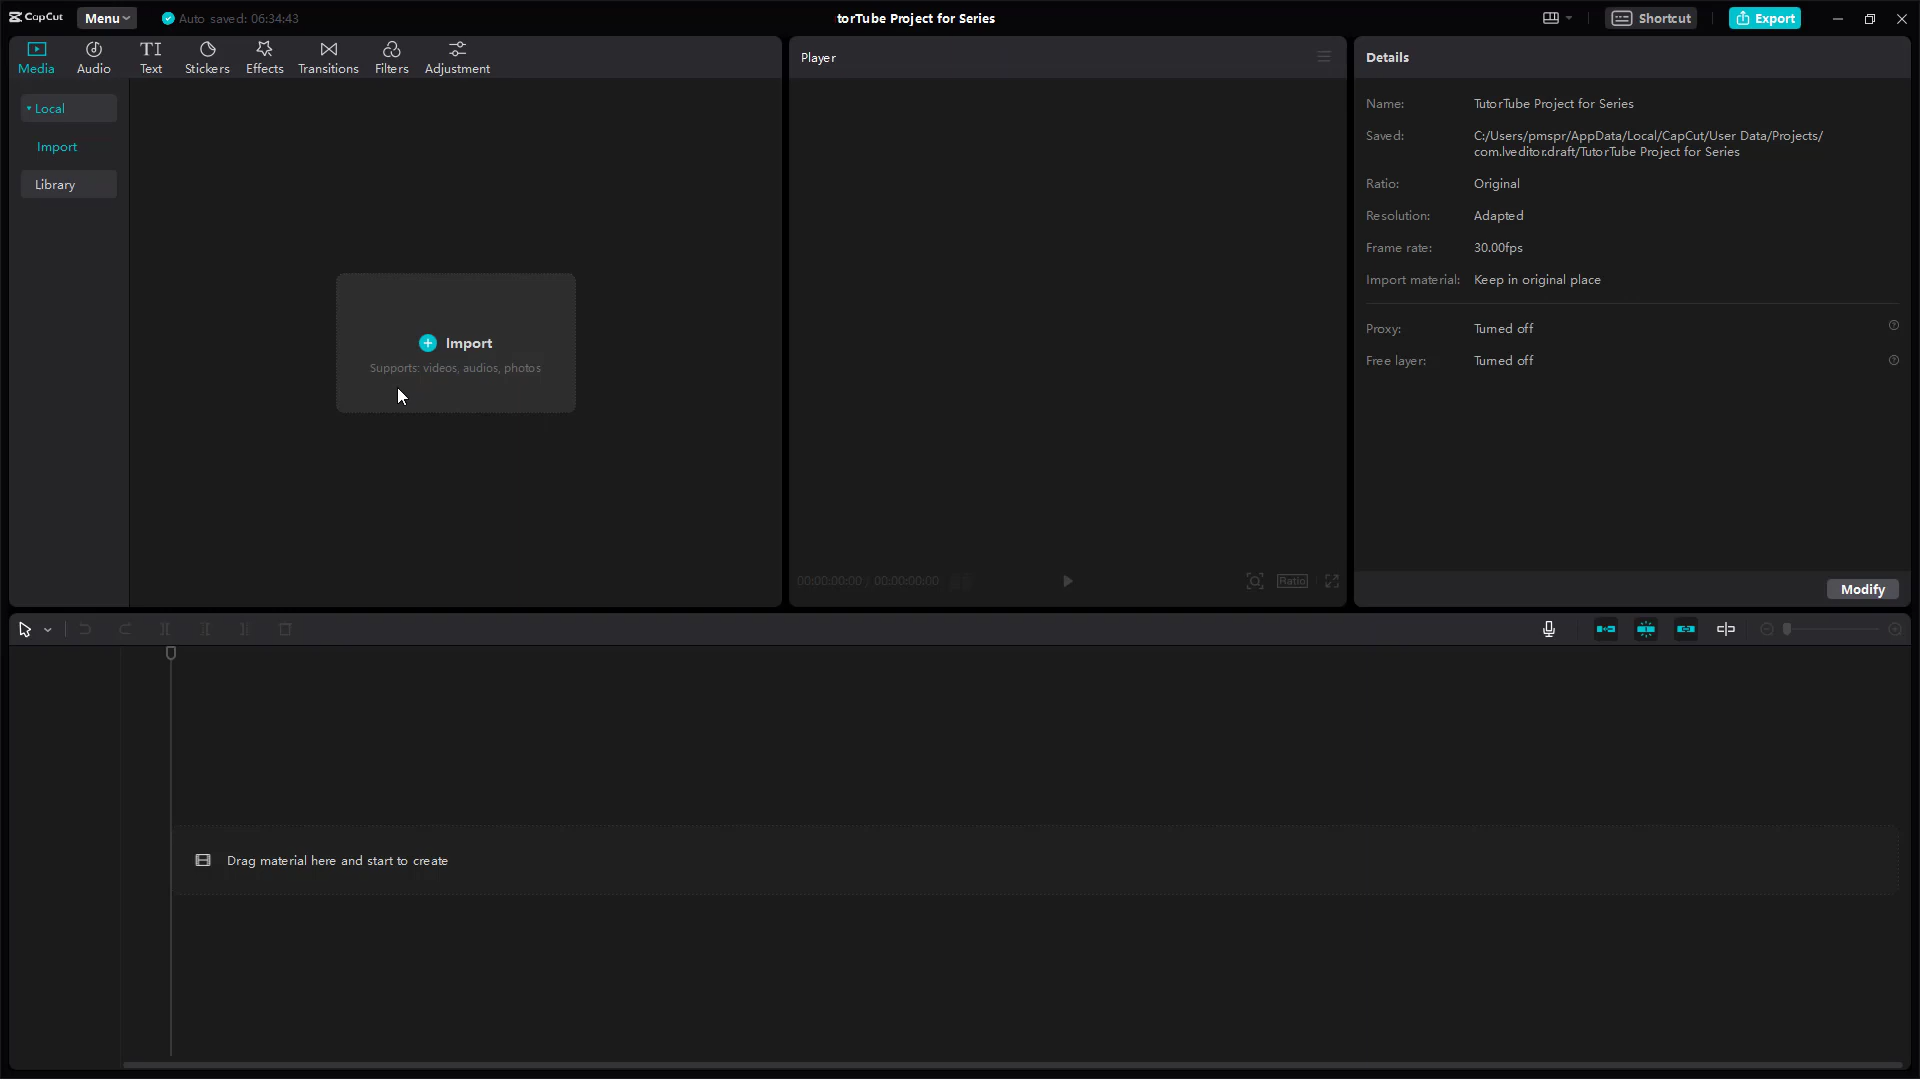 CapCut
Menu
Auto saved: 06:34:43
torTube Project for Series
Shortcut
Export
Media
Audio
TI
Text
Stickers
Effects
Transitions
Filters
Adjustment
Local
Import
Library
Import
Supports: videos, audios, photos
Player
00:00:00:00 / 00:00:00:00
Ratio
Details
Name: TutorTube Project for Series
Saved: C:/Users/pmspr/AppData/Local/CapCut/User Data/Projects/
com.lveditor.draft/TutorTube Project for Series
Ratio: Original
Resolution: Adapted
Frame rate: 30.00fps
Import material: Keep in original place
Proxy: Turned off
Free layer: Turned off
Modify
Drag material here and start to create